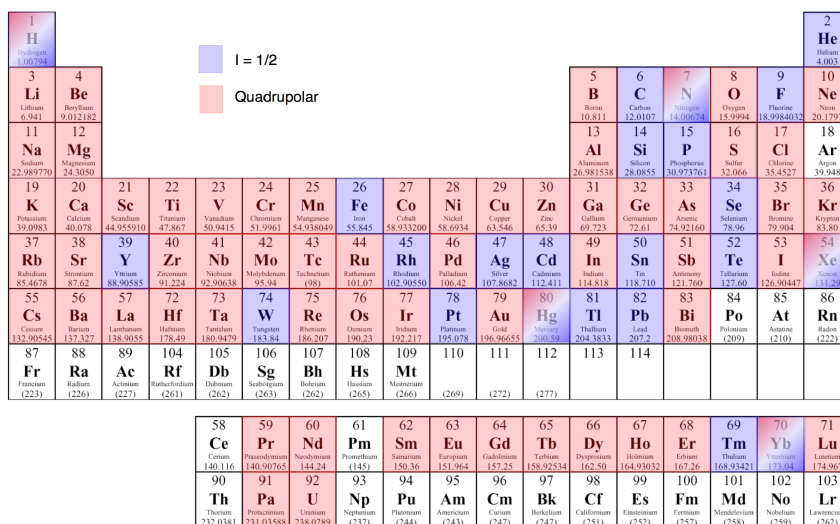 1 2
H He
Hydrogen Helium
1.00794 4.003
I = 1/2
Quadrupolar
3 4 5 6 7 8 9 10
Li Be B C N O F Ne
Lithium Beryllium Boron Carbon Nitrogen Oxygen Fluorine Neon
6.941 9.012182 10.811 12.0107 14.00674 15.9994 18.9984032 20.1797
11 12 13 14 15 16 17 18
Na Mg Al Si P S Cl Ar
Sodium Magnesium Aluminum Silicon Phosphorus Sulfur Chlorine Argon
22.989770 24.3050 26.981538 28.0855 30.973761 32.066 35.4527 39.948
19 20 21 22 23 24 25 26 27 28 29 30 31 32 33 34 35 36
K Ca Sc Ti V Cr Mn Fe Co Ni Cu Zn Ga Ge As Se Br Kr
Potassium Calcium Scandium Titanium Vanadium Chromium Manganese Iron Cobalt Nickel Copper Zinc Gallium Germanium Arsenic Selenium Bromine Krypton
39.0983 40.078 44.955910 47.867 50.9415 51.9961 54.938049 55.845 58.933200 58.6934 63.546 65.39 69.723 72.61 74.92160 78.96 79.904 83.80
37 38 39 40 41 42 43 44 45 46 47 48 49 50 51 52 53 54
Rb Sr Y Zr Nb Mo Tc Ru Rh Pd Ag Cd In Sn Sb Te I Xe
Rubidium Strontium Yttrium Zirconium Niobium Molybdenum Technetium Ruthenium Rhodium Palladium Silver Cadmium Indium Tin Antimony Tellurium Iodine Xenon
85.4678 87.62 88.90585 91.224 92.90638 95.94 (98) 101.07 102.90550 106.42 107.8682 112.411 114.818 118.710 121.760 127.60 126.90447 131.29
55 56 57 72 73 74 75 76 77 78 79 80 81 82 83 84 85 86
Cs Ba La Hf Ta W Re Os Ir Pt Au Hg Tl Pb Bi Po At Rn
Cesium Barium Lanthanum Hafnium Tantalum Tungsten Rhenium Osmium Iridium Platinum Gold Mercury Thallium Lead Bismuth Polonium Astatine Radon
132.90545 137.327 138.9055 178.49 180.9479 183.84 186.207 190.23 192.217 195.078 196.96655 200.59 204.3833 207.2 208.98038 (209) (210) (222)
87 88 89 104 105 106 107 108 109 110 111 112 113 114
Fr Ra Ac Rf Db Sg Bh Hs Mt
Francium Radium Actinium Rutherfordium Dubnium Seaborgium Bohrium Hassium Meitnerium
(223) (226) (227) (261) (262) (263) (262) (265) (266) (269) (272) (277)
58 59 60 61 62 63 64 65 66 67 68 69 70 71
Ce Pr Nd Pm Sm Eu Gd Tb Dy Ho Er Tm Yb Lu
Cerium Praseodymium Neodymium Promethium Samarium Europium Gadolinium Terbium Dysprosium Holmium Erbium Thulium Ytterbium Lutetium
140.116 140.90765 144.24 (145) 150.36 151.964 157.25 158.92534 162.50 164.93032 167.26 168.93421 173.04
90 91 92 93 94 95 96 97 98 99 100 101 102 103
Th Pa U Np Pu Am Cm Bk Cf Es Fm Md No Lr
Thorium Protactinium Uranium Neptunium Plutonium Americium Curium Berkelium Californium Einsteinium Fermium Mendelevium Nobelium
232.0381 231.03588 238.0289 (237) (244) (243) (247) (247) (251) (252) (257) (258) (259)